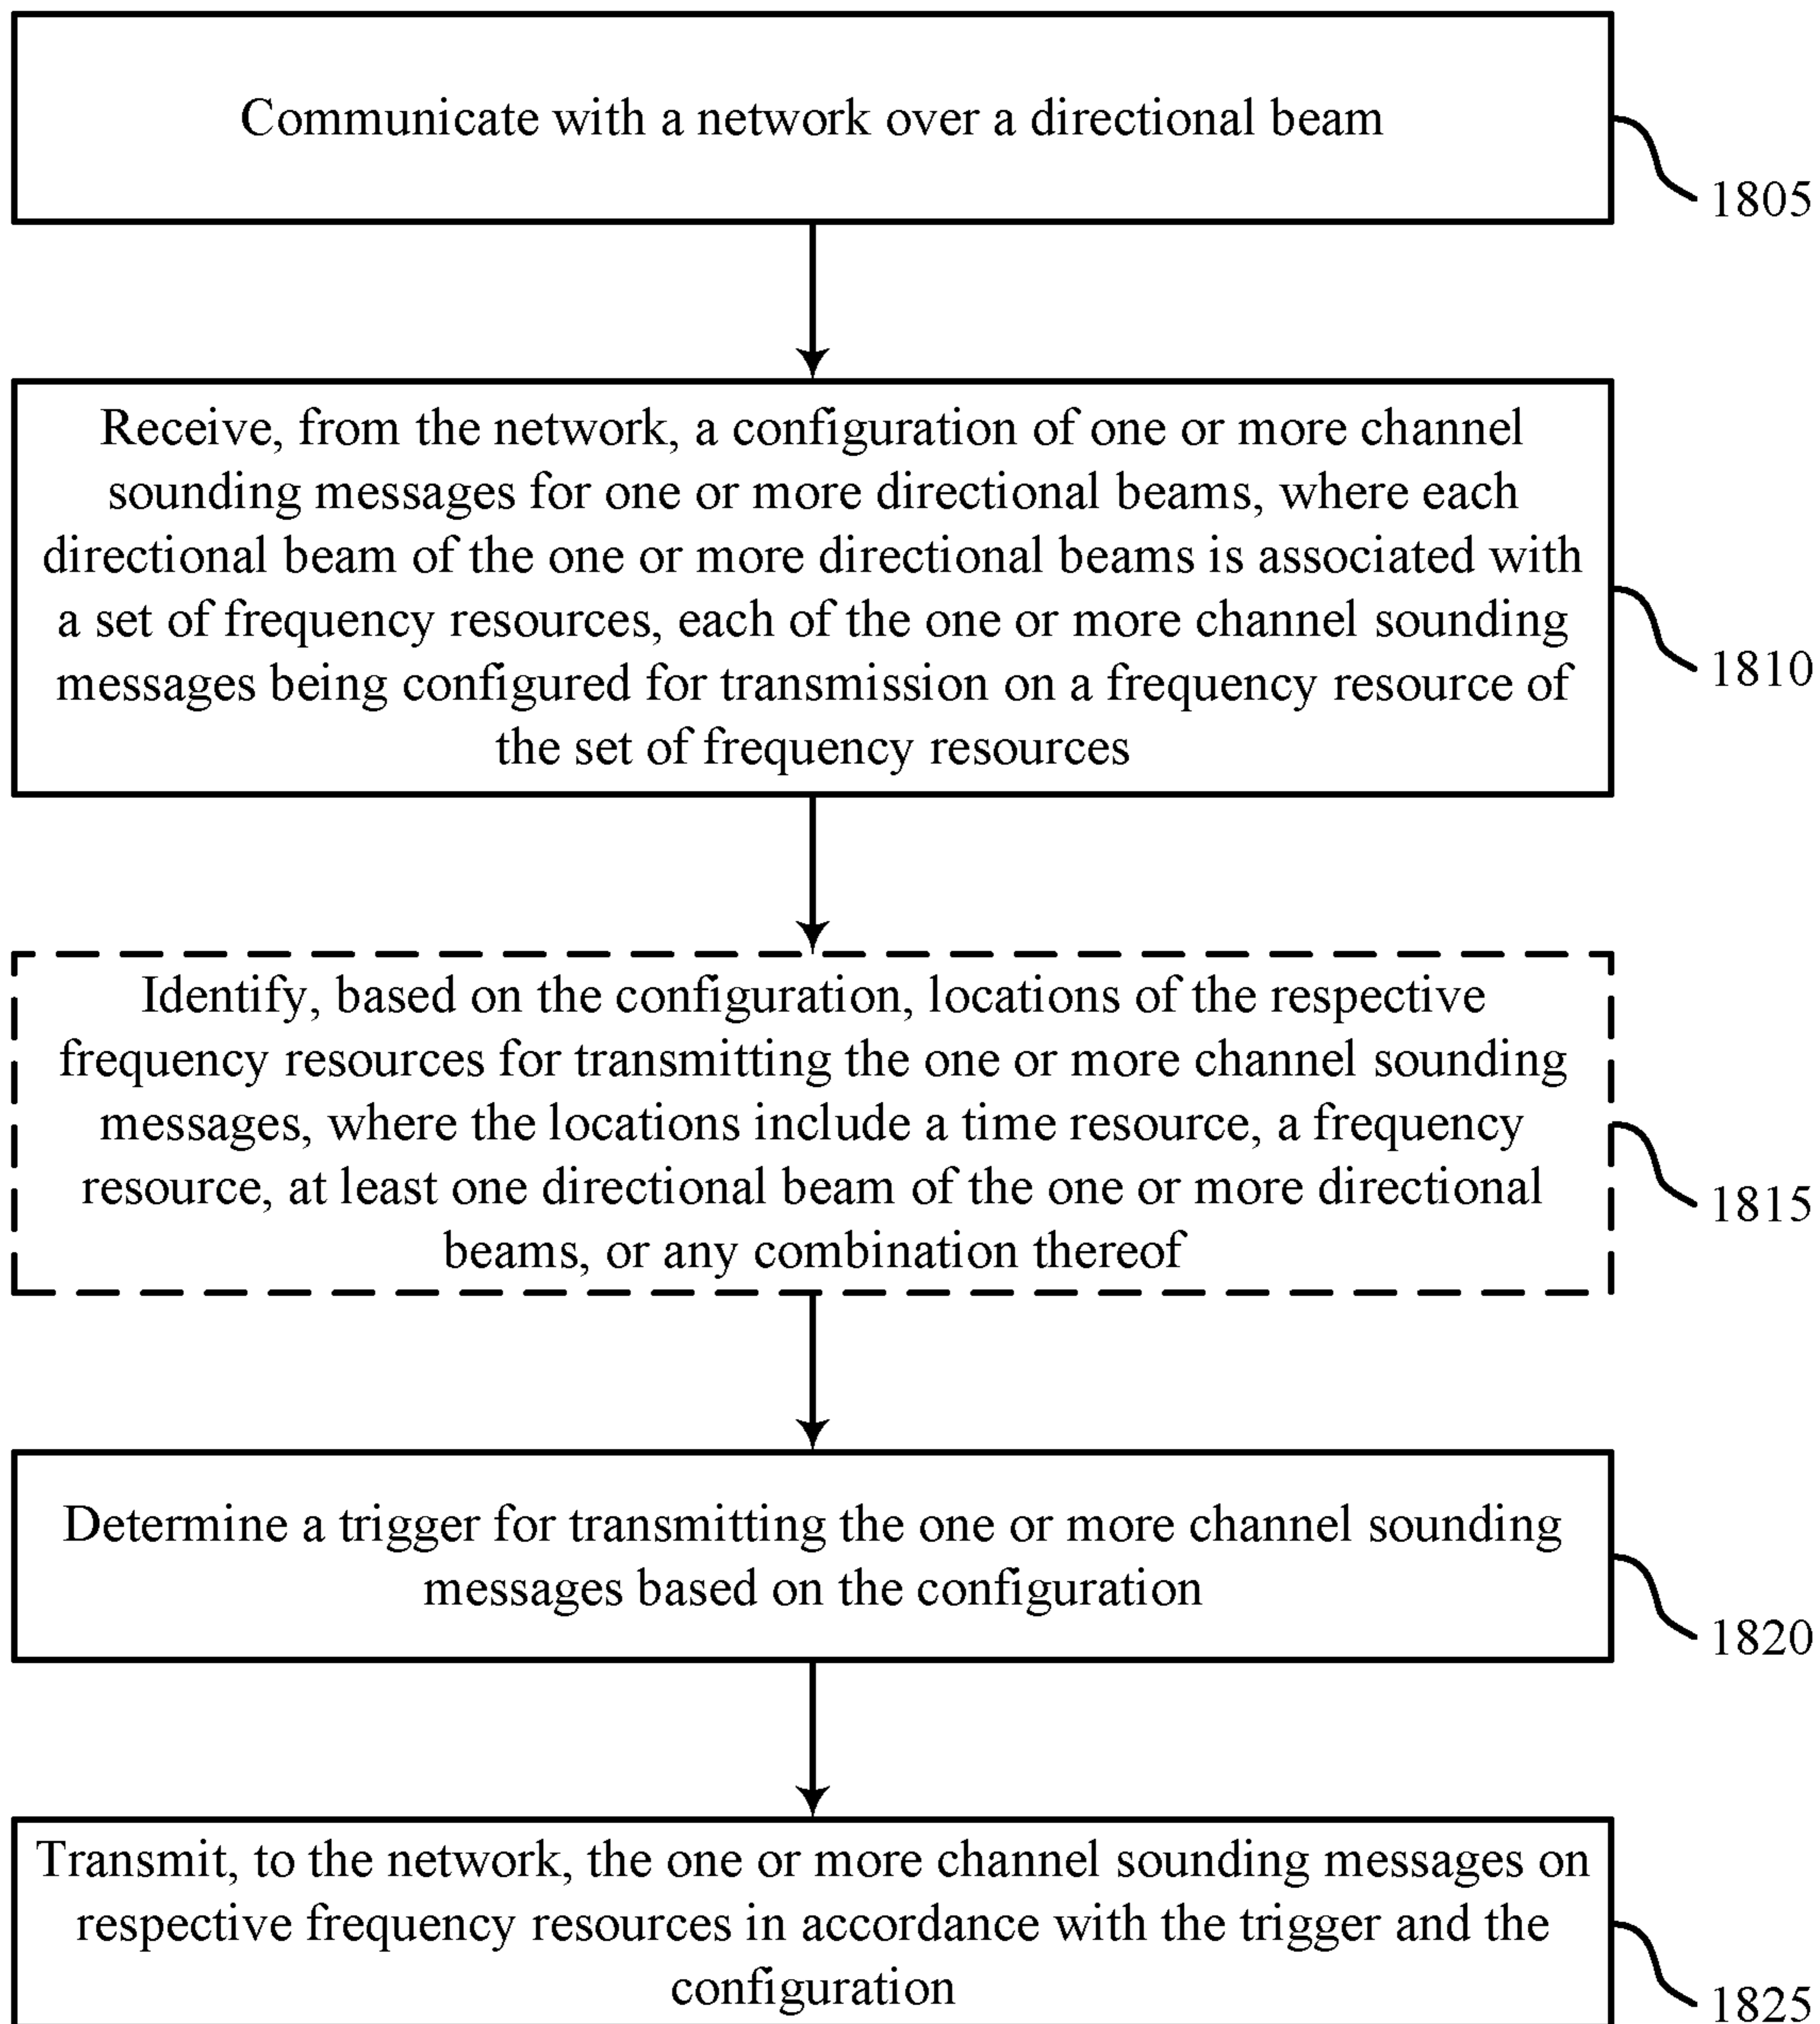 Communicate with a network over a directional beam
1805
Receive, from the network, a configuration of one or more channel
sounding messages for one or more directional beams, where each
directional beam of the one or more directional beams is associated with
a set of frequency resources, each of the one or more channel sounding
messages being configured for transmission on a frequency resource of
the set of frequency resources
1810
Identify, based on the configuration, locations of the respective
frequency resources for transmitting the one or more channel sounding
messages, where the locations include a time resource, a frequency
resource, at least one directional beam of the one or more directional
beams, or any combination thereof
1815
Determine a trigger for transmitting the one or more channel sounding
messages based on the configuration
1820
Transmit, to the network, the one or more channel sounding messages on
respective frequency resources in accordance with the trigger and the
configuration
1825